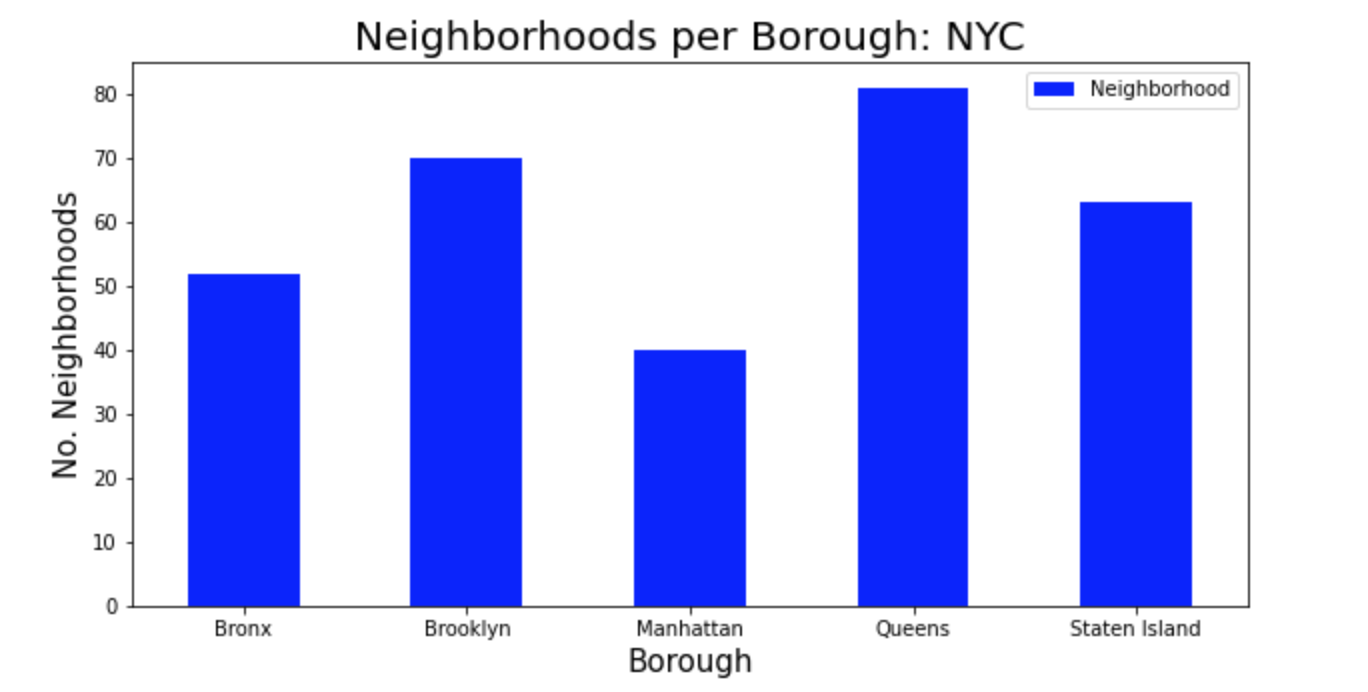 Neighborhoods per Borough: NYC
Neighborhood
No. Neighborhoods
80
70
60
50
40
30
20
10
0
Bronx Brooklyn Manhattan Queens Staten Island
Borough